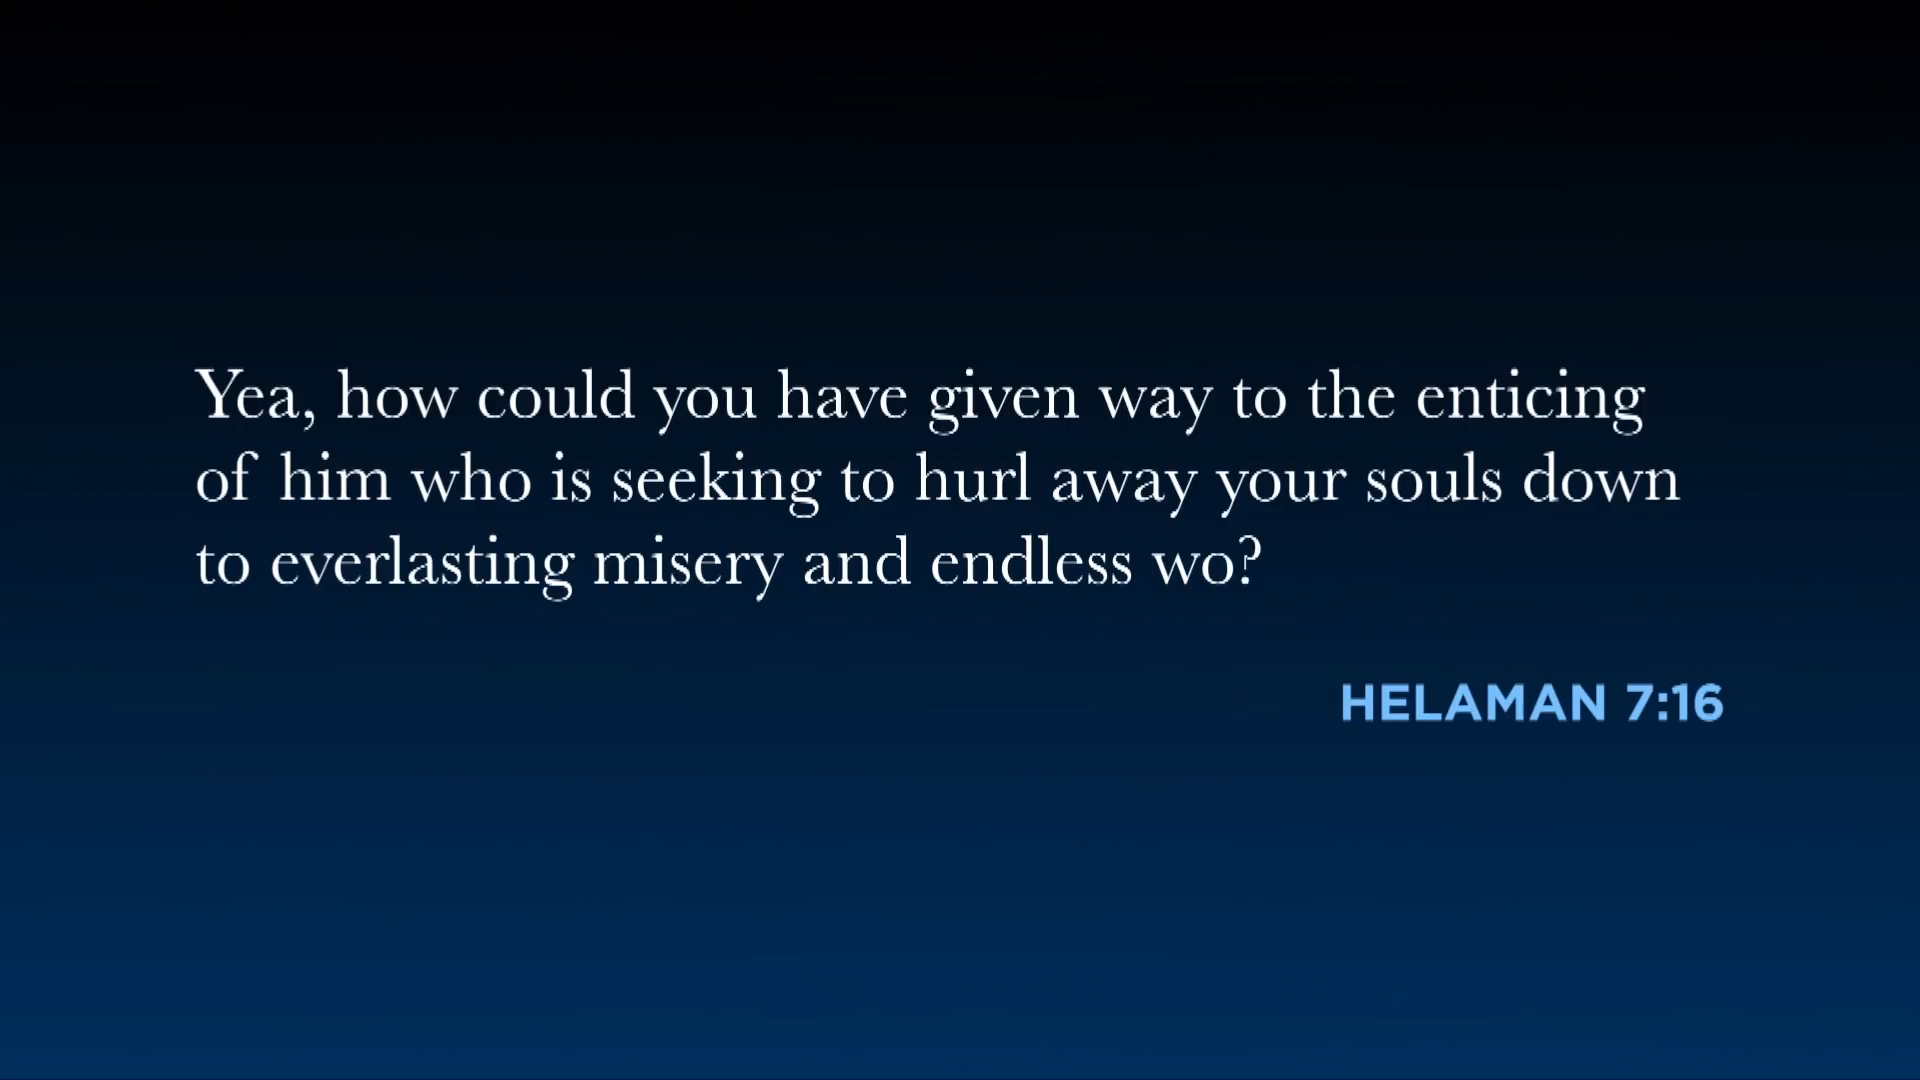 Yea, how could you have given way to the enticing
of him who is seeking to hurl away your souls down
to everlasting misery and endless wo?
HELAMAN 7:16